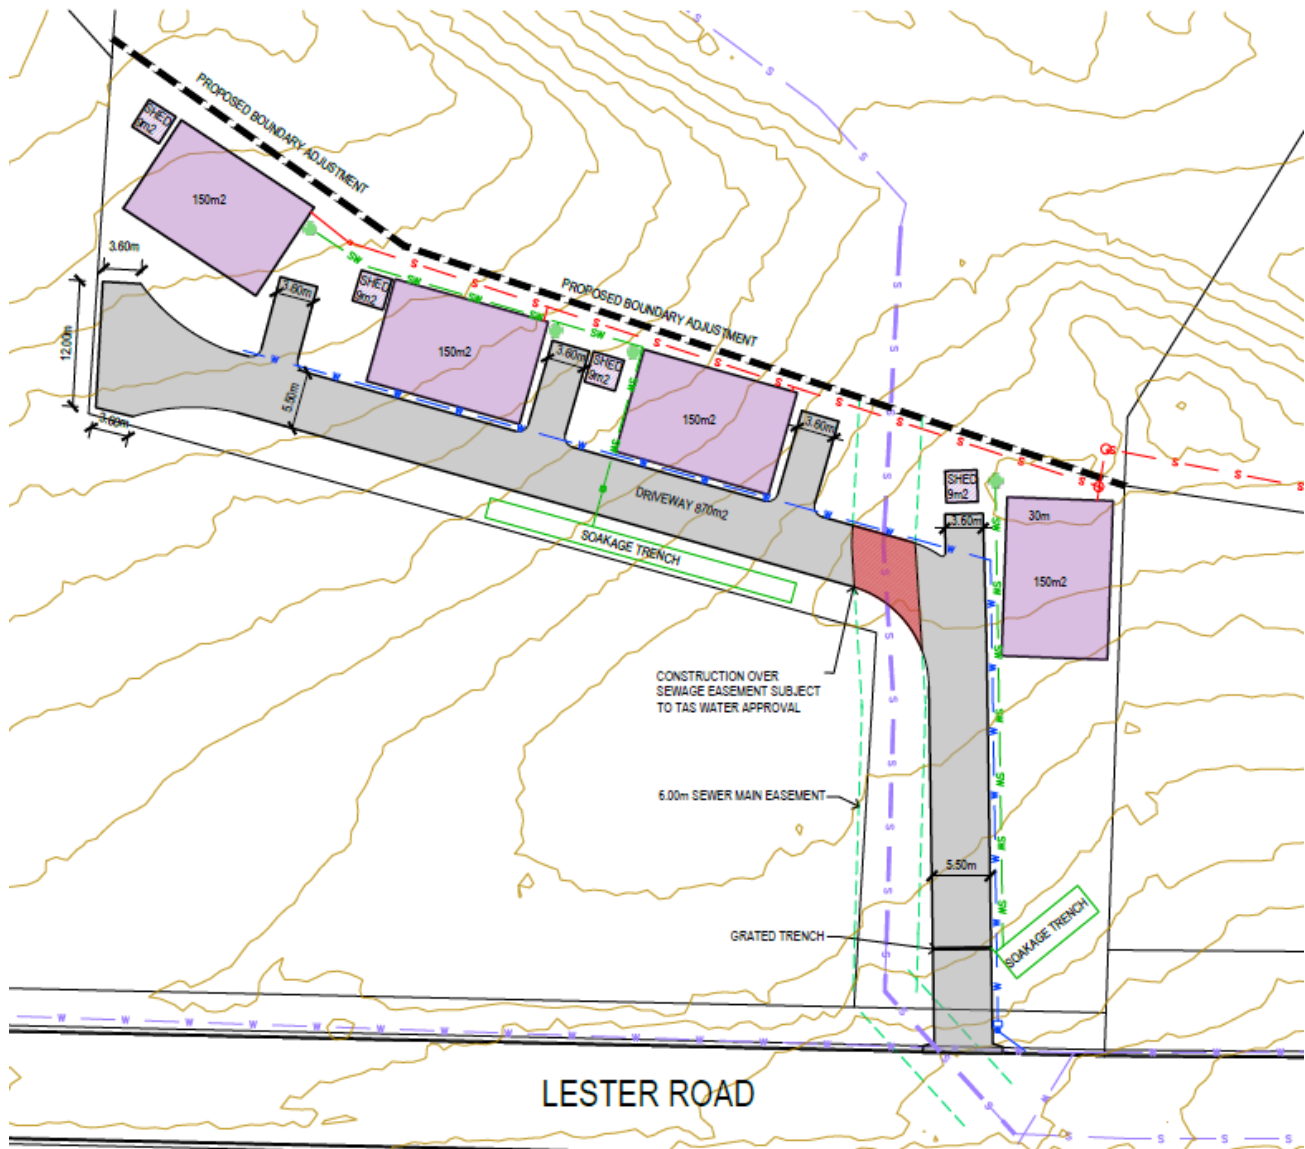 PROPOSED BOUNDARY ADJUSTMENT
SHED
9m2
150m2
3.60m
12.00m
3.60m
5.50m
3.60m
SHED
9m2
150m2
PROPOSED BOUNDARY ADJUSTMENT
3.60m
SHED
9m2
150m2
3.60m
DRIVEWAY 870m2
SOAKAGE TRENCH
SHED
9m2
3.60m
30m
150m2
CONSTRUCTION OVER
SEWAGE EASEMENT SUBJECT
TO TAS WATER APPROVAL
6.00m SEWER MAIN EASEMENT
5.50m
GRATED TRENCH
SOAKAGE TRENCH
LESTER ROAD